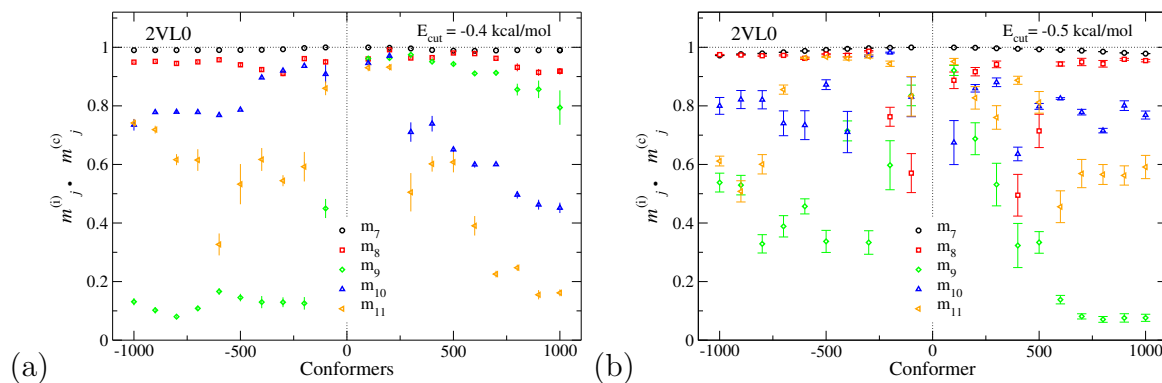 2VL0
E_cut = -0.4 kcal/mol
1
0.8
0.6
0.4
0.2
0
m_j^(i) • m_j^(c)
m_7
m_8
m_9
m_10
m_11
-1000 -500 0 500 1000
(a) Conformers
2VL0
E_cut = -0.5 kcal/mol
1
0.8
0.6
0.4
0.2
0
m_j^(i) • m_j^(c)
m_7
m_8
m_9
m_10
m_11
-1000 -500 0 500 1000
(b) Conformer